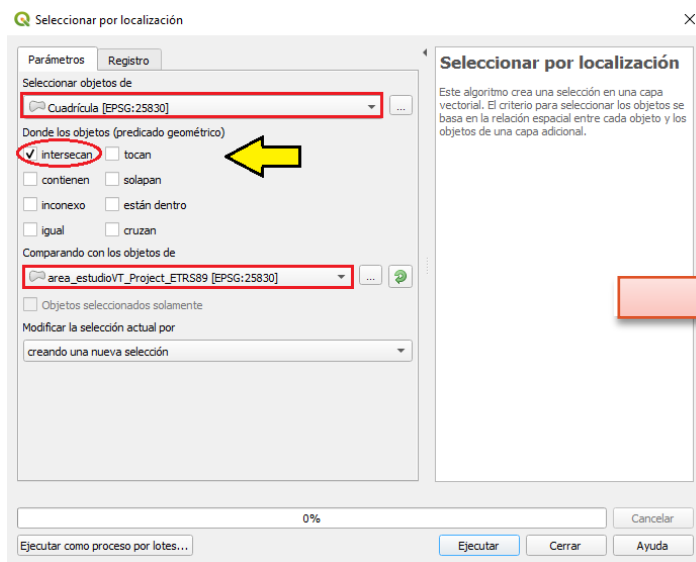 Seleccionar por localización
Parámetros Registro
Seleccionar objetos de
Cuadrícula [EPSG:25830]
...
Donde los objetos (predicado geométrico)
intersecan tocan
contienen solapan
inconexo están dentro
igual cruzan
Comparando con los objetos de
area_estudioVT_Project_ETRS89 [EPSG:25830]
...
Objetos seleccionados solamente
Modificar la selección actual por
creando una nueva selección
Seleccionar por localización
Este algoritmo crea una selección en una capa
vectorial. El criterio para seleccionar los objetos se
basa en la relación espacial entre cada objeto y los
objetos de una capa adicional.
0%
Cancelar
Ejecutar como proceso por lotes...
Ejecutar Cerrar Ayuda